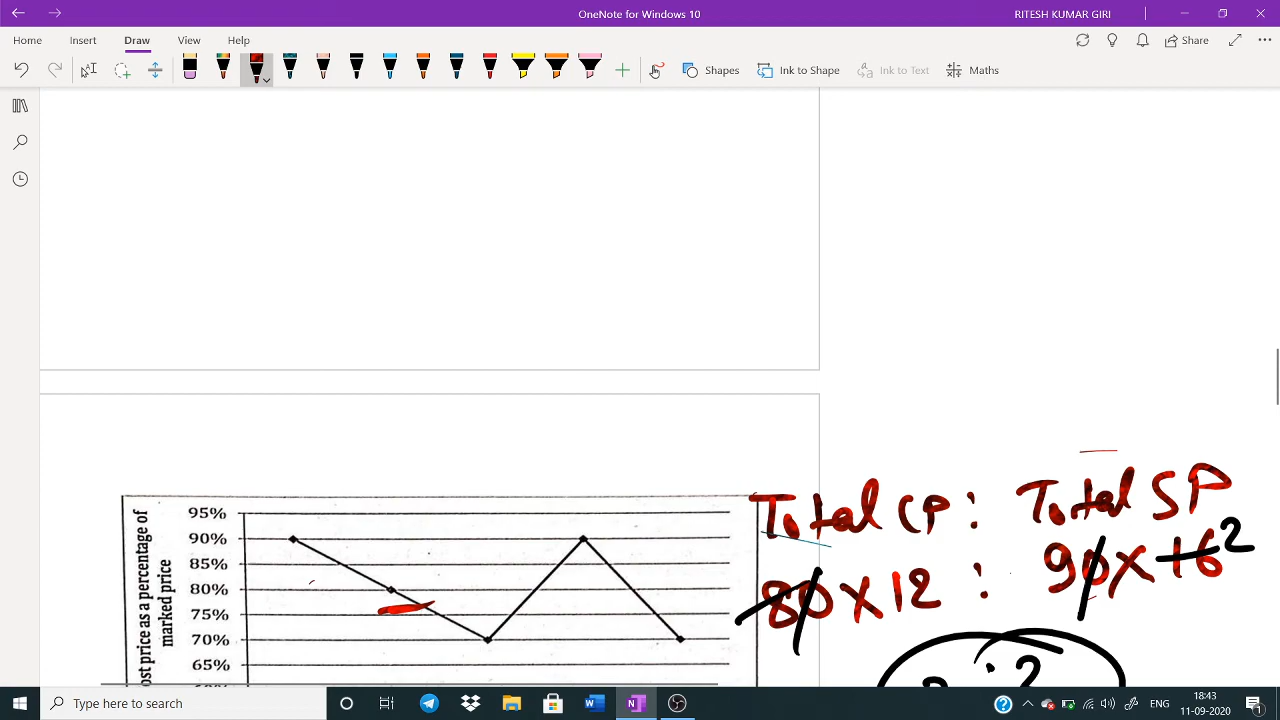 OneNote for Windows 10
RITESH KUMAR GIRI
Home Insert Draw View Help
Share
Shapes Ink to Shape Ink to Text Maths
95%
90%
85%
80%
75%
70%
65%
ost price as a percentage of
marked price
Total CP : Total SP
80 X 12 : 90 X 16 2
: 2
Type here to search
ENG
18:43
11-09-2020